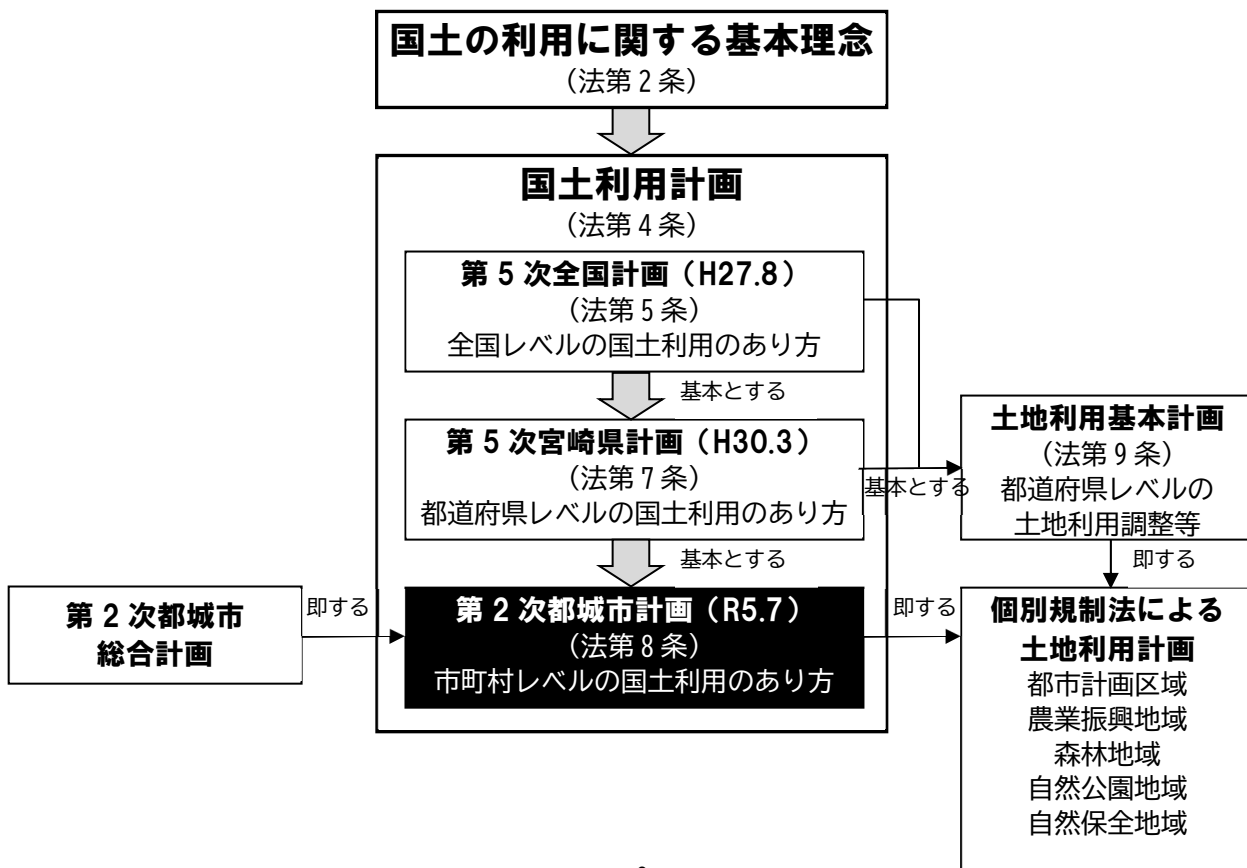 国土の利用に関する基本理念
（法第２条）
国土利用計画
（法第４条）
第 5 次全国計画（H27.8）
（法第５条）
全国レベルの国土利用のあり方
基本とする
第 5 次宮崎県計画（H30.3）
（法第７条）
都道府県レベルの国土利用のあり方
基本とする
基本とする
土地利用基本計画
（法第９条）
都道府県レベルの
土地利用調整等
即する
第 2 次都城市
総合計画
即する
第 2 次都城市計画（R5.7）
（法第８条）
市町村レベルの国土利用のあり方
即する
個別規制法による
土地利用計画
都市計画区域
農業振興地域
森林地域
自然公園地域
自然保全地域